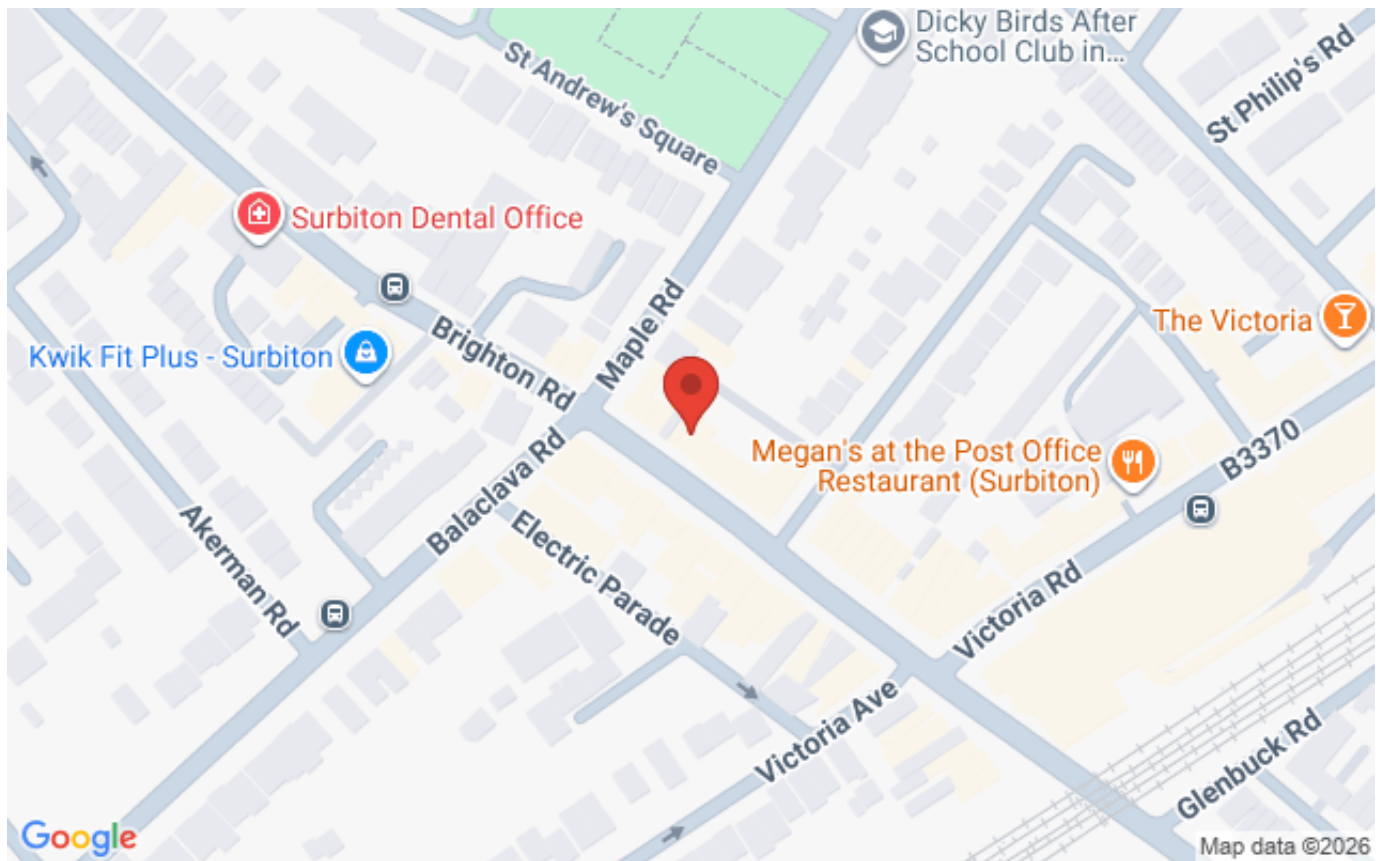 Dicky Birds After
School Club in...
St Philip's Rd
St Andrew's Square
Surbiton Dental Office
Maple Rd
The Victoria
Brighton Rd
Kwik Fit Plus - Surbiton
Megan's at the Post Office
Restaurant (Surbiton)
B3370
Balaclava Rd
Akerman Rd
Electric Parade
Victoria Rd
Victoria Ave
Glenbuck Rd
Google
Map data ©2026